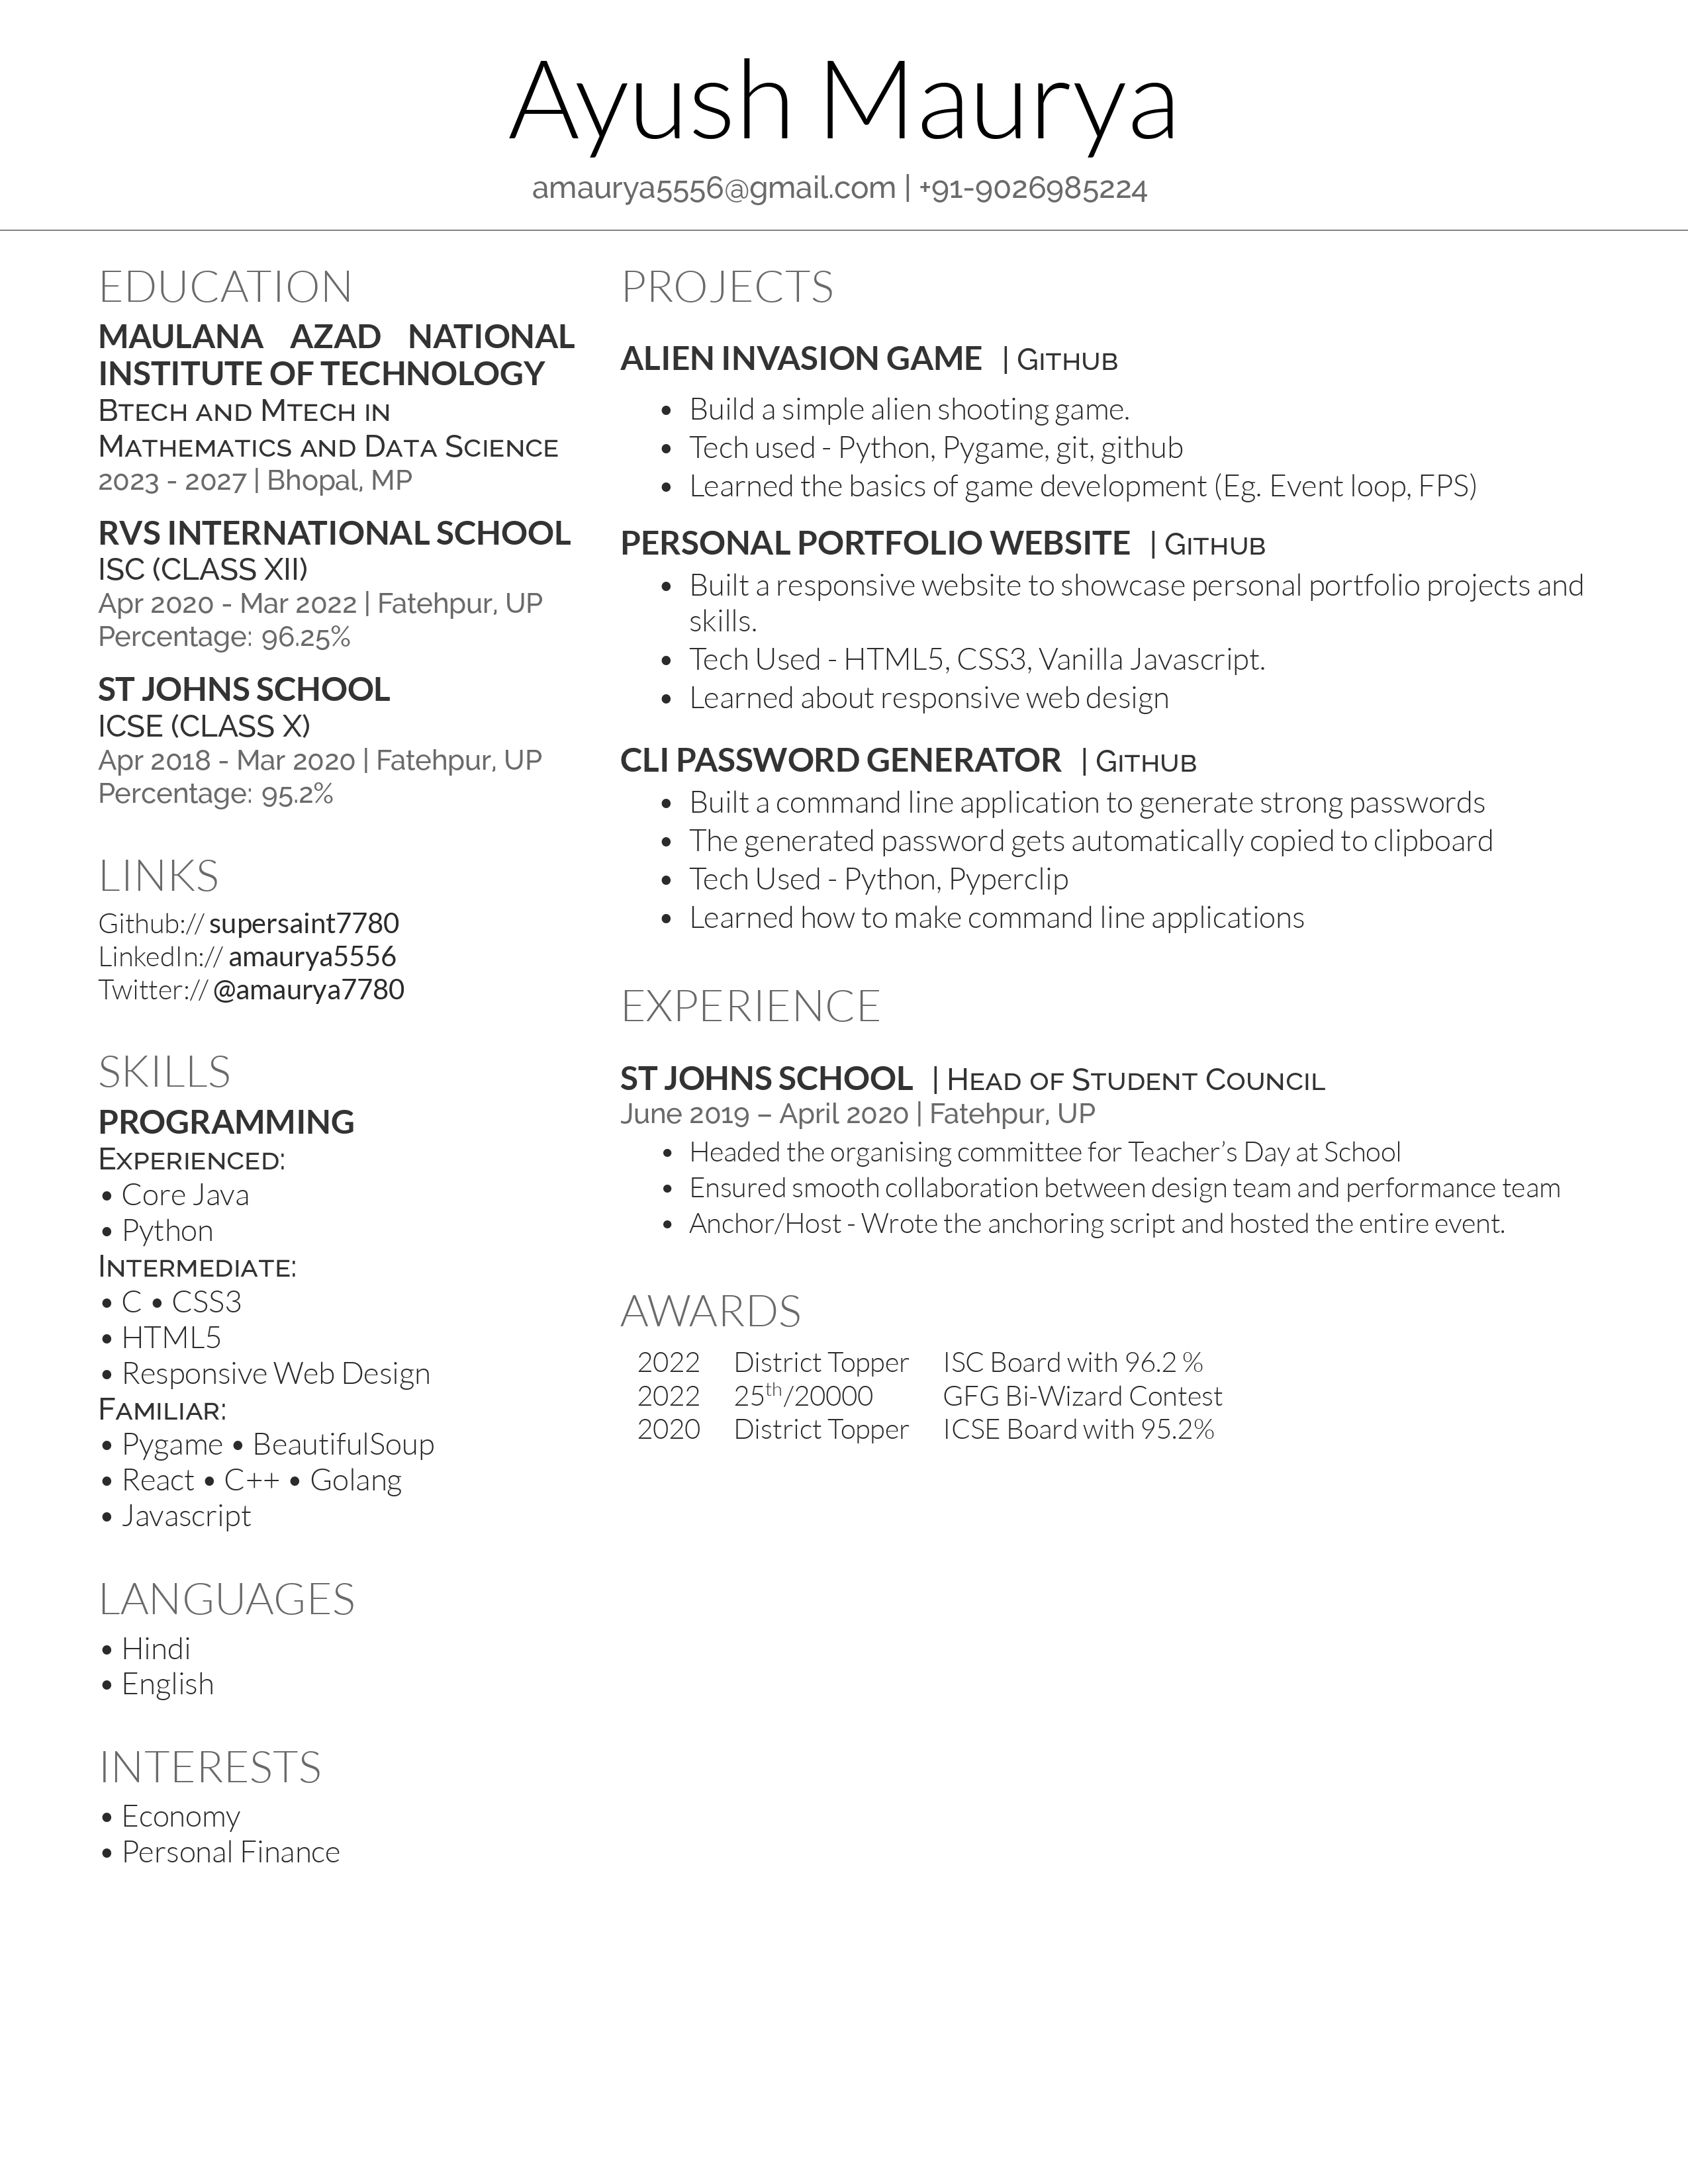 Ayush Maurya
amaurya5556@gmail.com | +91-9026985224
EDUCATION
MAULANA AZAD NATIONAL
INSTITUTE OF TECHNOLOGY
Btech and Mtech in
Mathematics and Data Science
2023 - 2027 | Bhopal, MP
RVS INTERNATIONAL SCHOOL
ISC (CLASS XII)
Apr 2020 - Mar 2022 | Fatehpur, UP
Percentage: 96.25%
ST JOHNS SCHOOL
ICSE (CLASS X)
Apr 2018 - Mar 2020 | Fatehpur, UP
Percentage: 95.2%
LINKS
Github:// supersaint7780
LinkedIn:// amaurya5556
Twitter:// @amaurya7780
SKILLS
PROGRAMMING
Experienced:
• Core Java
• Python
Intermediate:
• C • CSS3
• HTML5
• Responsive Web Design
Familiar:
• Pygame • BeautifulSoup
• React • C++ • Golang
• Javascript
LANGUAGES
• Hindi
• English
INTERESTS
• Economy
• Personal Finance
PROJECTS
ALIEN INVASION GAME | Github
• Build a simple alien shooting game.
• Tech used - Python, Pygame, git, github
• Learned the basics of game development (Eg. Event loop, FPS)
PERSONAL PORTFOLIO WEBSITE | Github
• Built a responsive website to showcase personal portfolio projects and
skills.
• Tech Used - HTML5, CSS3, Vanilla Javascript.
• Learned about responsive web design
CLI PASSWORD GENERATOR | Github
• Built a command line application to generate strong passwords
• The generated password gets automatically copied to clipboard
• Tech Used - Python, Pyperclip
• Learned how to make command line applications
EXPERIENCE
ST JOHNS SCHOOL | Head of Student Council
June 2019 – April 2020 | Fatehpur, UP
• Headed the organising committee for Teacher’s Day at School
• Ensured smooth collaboration between design team and performance team
• Anchor/Host - Wrote the anchoring script and hosted the entire event.
AWARDS
2022 District Topper ISC Board with 96.2 %
2022 25th/20000 GFG Bi-Wizard Contest
2020 District Topper ICSE Board with 95.2%